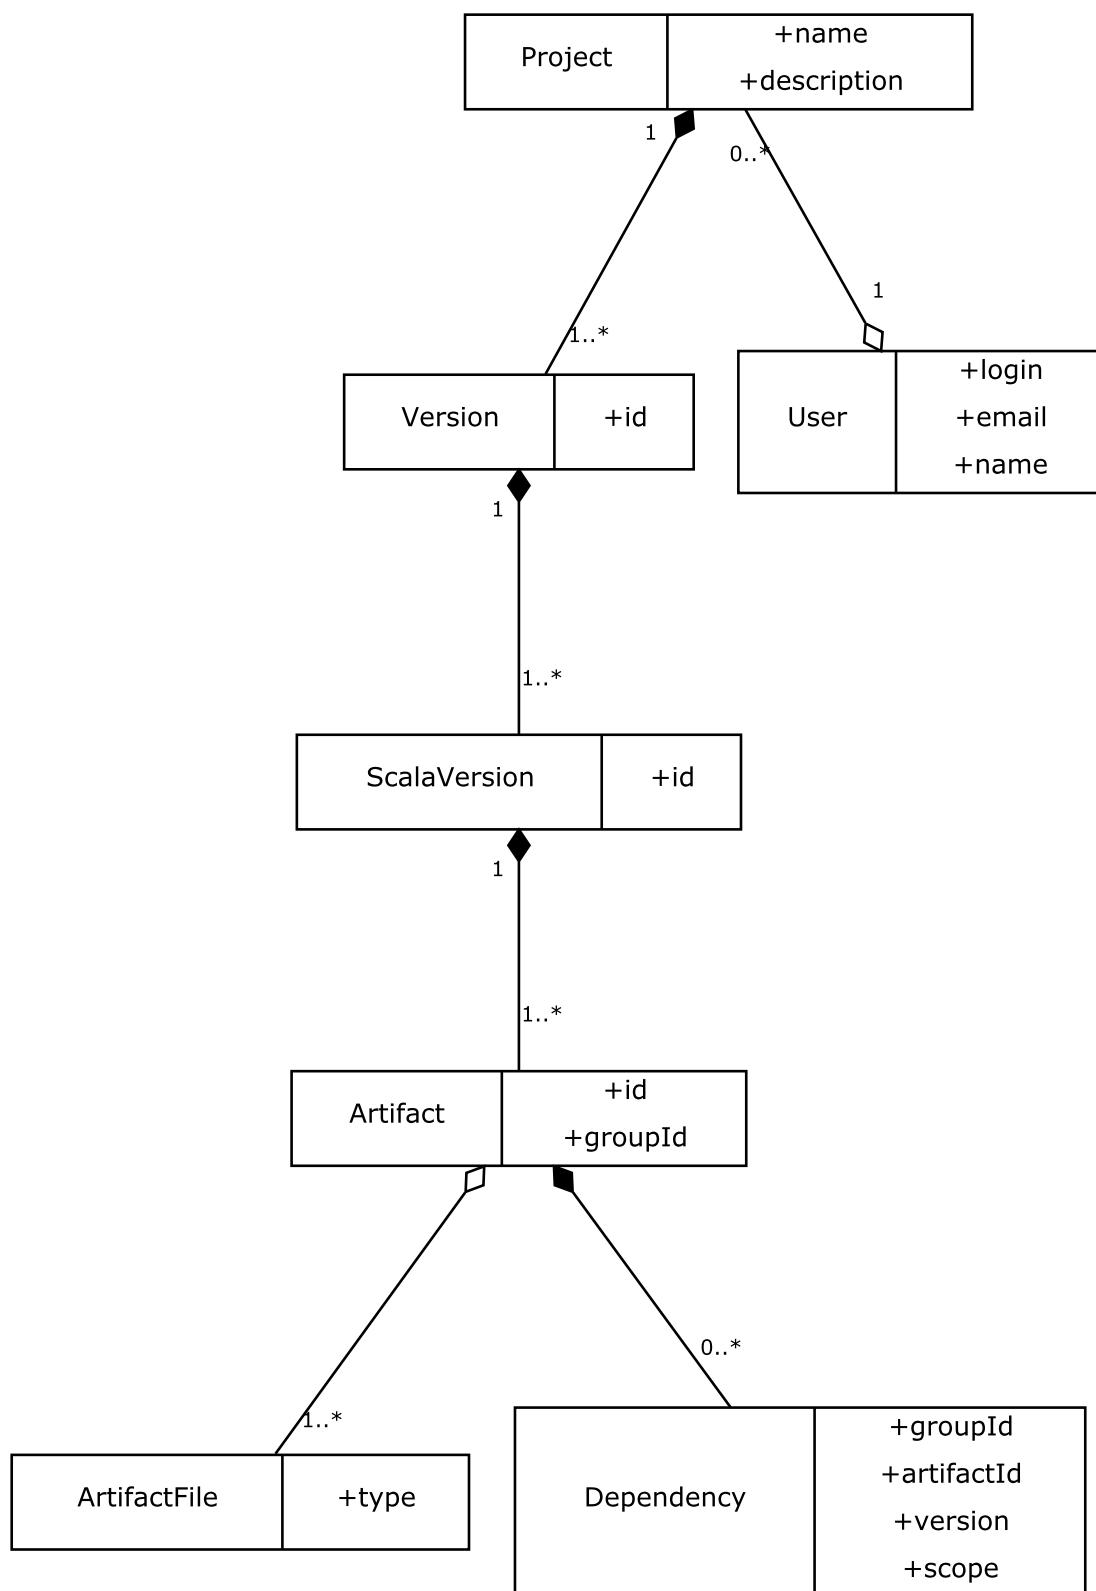 Project
+name
+description
1
0..*
1
1..*
Version
+id
User
+login
+email
+name
1
1..*
ScalaVersion
+id
1
1..*
Artifact
+id
+groupId
0..*
1..*
ArtifactFile
+type
Dependency
+groupId
+artifactId
+version
+scope